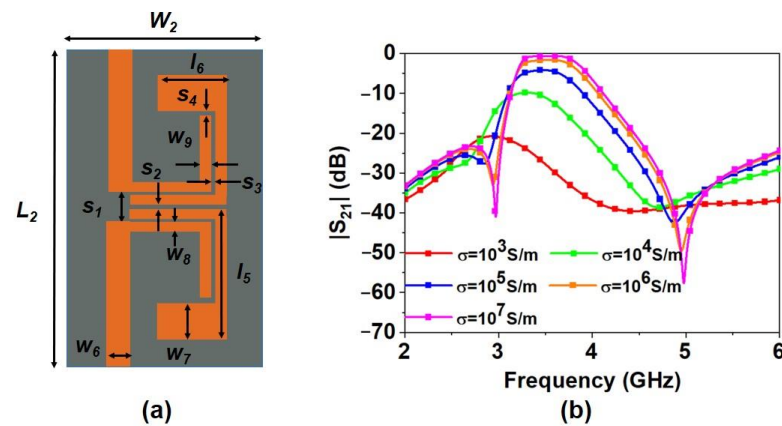 W₂
l₆
s₄
w₉
s₂
s₃
L₂
s₁
w₈
l₅
w₆
w₇
(a)
0
−10
−20
−30
−40
−50
−60
−70
|S₂₁| (dB)
σ=10³S/m
σ=10⁴S/m
σ=10⁵S/m
σ=10⁶S/m
σ=10⁷S/m
2 3 4 5 6
Frequency (GHz)
(b)